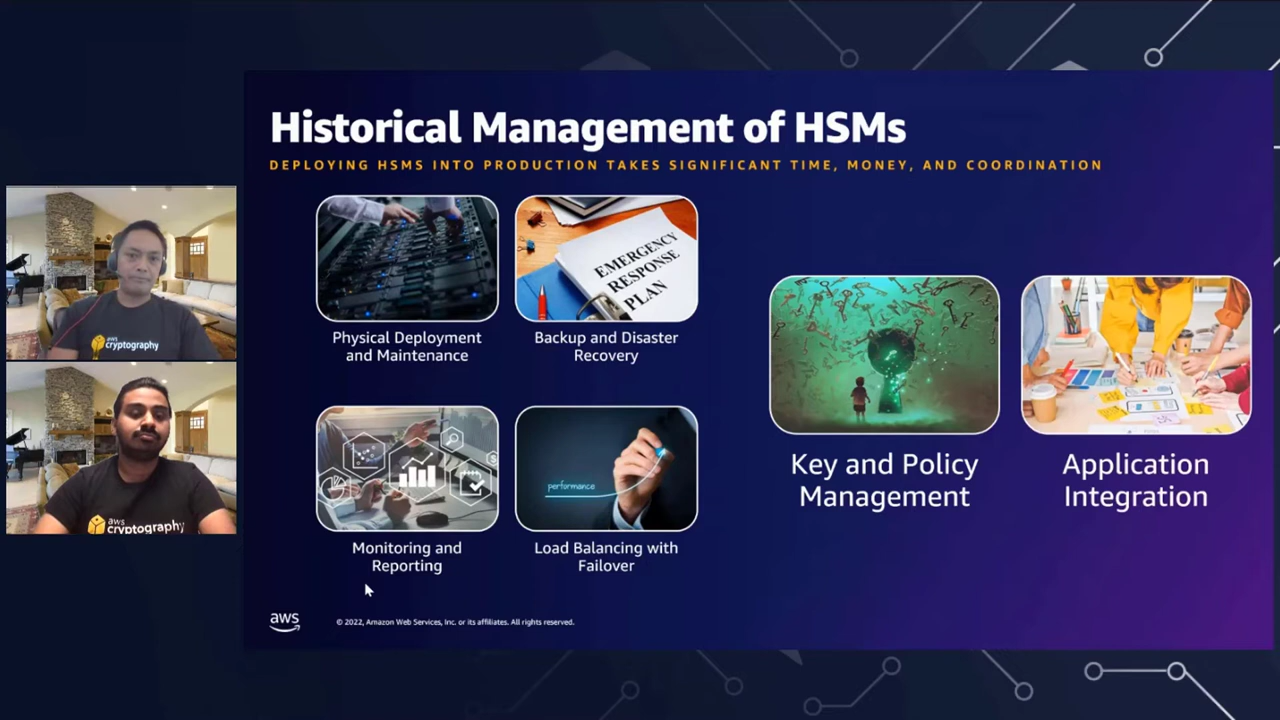 Historical Management of HSMs
DEPLOYING HSMS INTO PRODUCTION TAKES SIGNIFICANT TIME, MONEY, AND COORDINATION
EMERGENCY
RESPONSE
PLAN
Physical Deployment
and Maintenance
Backup and Disaster
Recovery
performance
Monitoring and
Reporting
Load Balancing with
Failover
Key and Policy
Management
Application
Integration
aws
cryptography
aws
cryptography
aws
© 2022, Amazon Web Services, Inc. or its affiliates. All rights reserved.